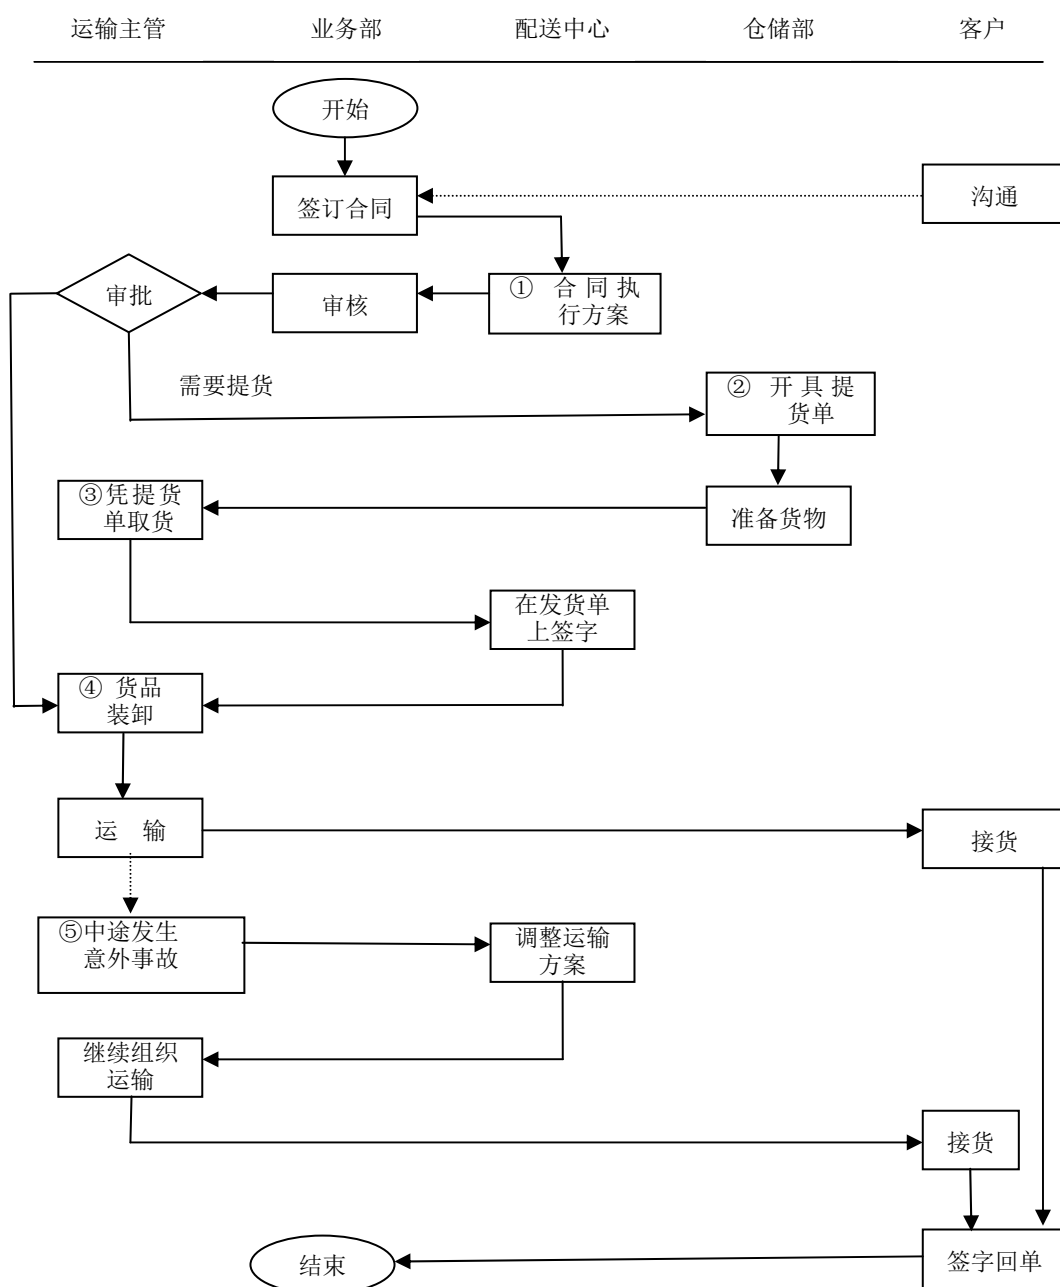 运输主管 业务部 配送中心 仓储部 客户
开始
签订合同
沟通
审批
审核
① 合同执
行方案
需要提货
② 开具提
货单
③凭提货
单取货
准备货物
在发货单
上签字
④ 货品
装卸
运 输
接货
⑤中途发生
意外事故
调整运输
方案
继续组织
运输
接货
结束
签字回单